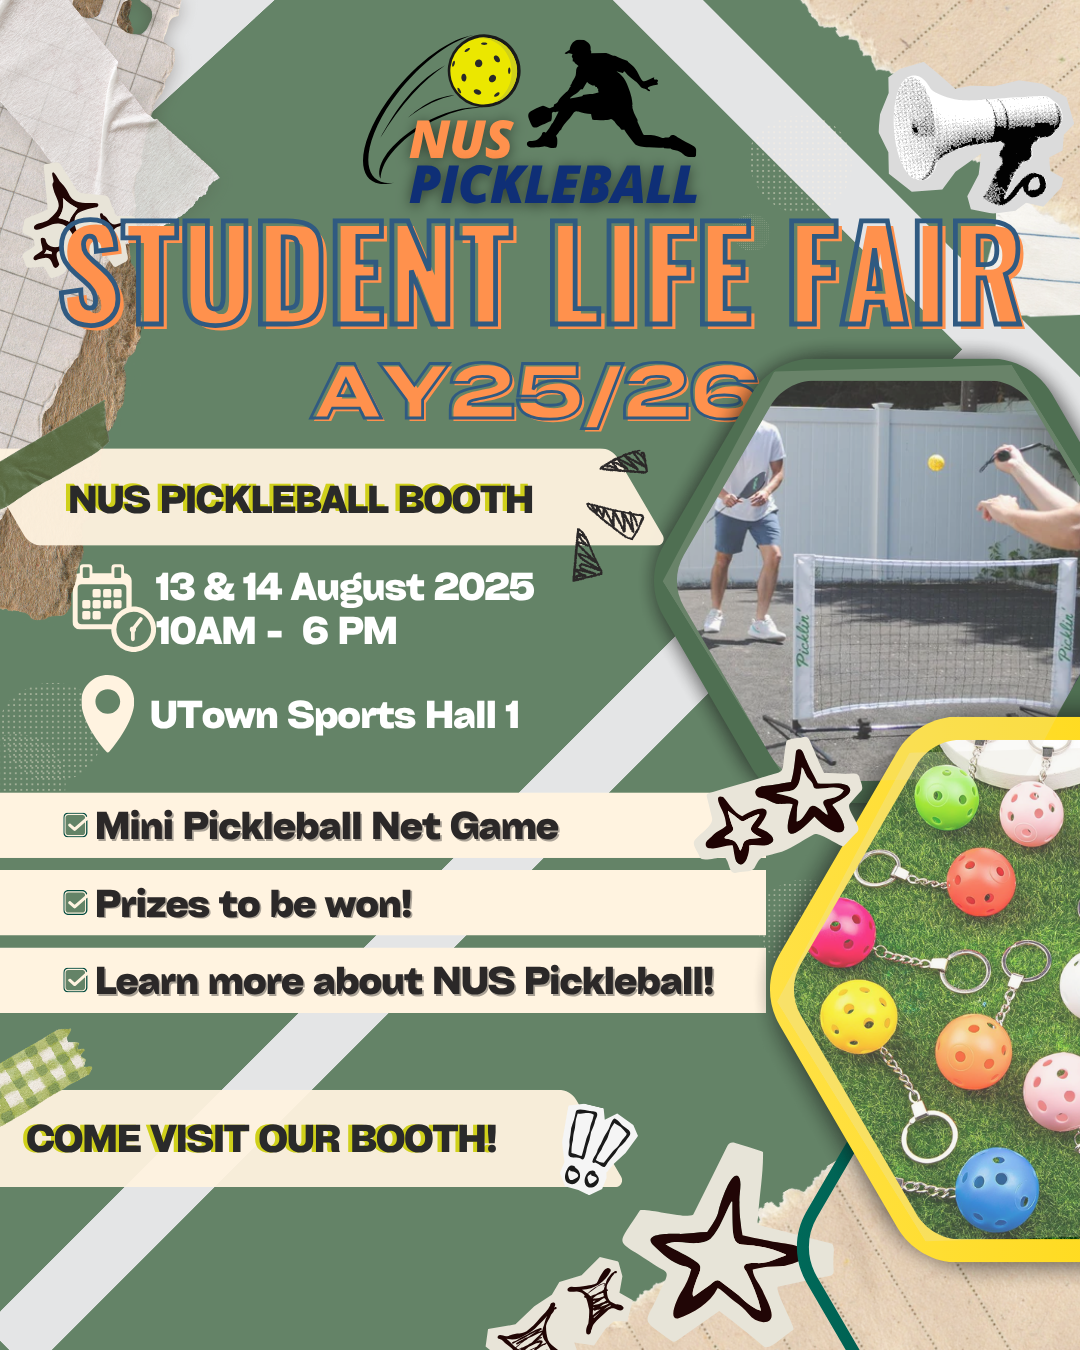 NUS
PICKLEBALL
STUDENT LIFE FAIR
AY25/26
NUS PICKLEBALL BOOTH
13 & 14 August 2025
10AM - 6 PM
UTown Sports Hall 1
Mini Pickleball Net Game
Prizes to be won!
Learn more about NUS Pickleball!
COME VISIT OUR BOOTH!
Picklin'
Picklin'